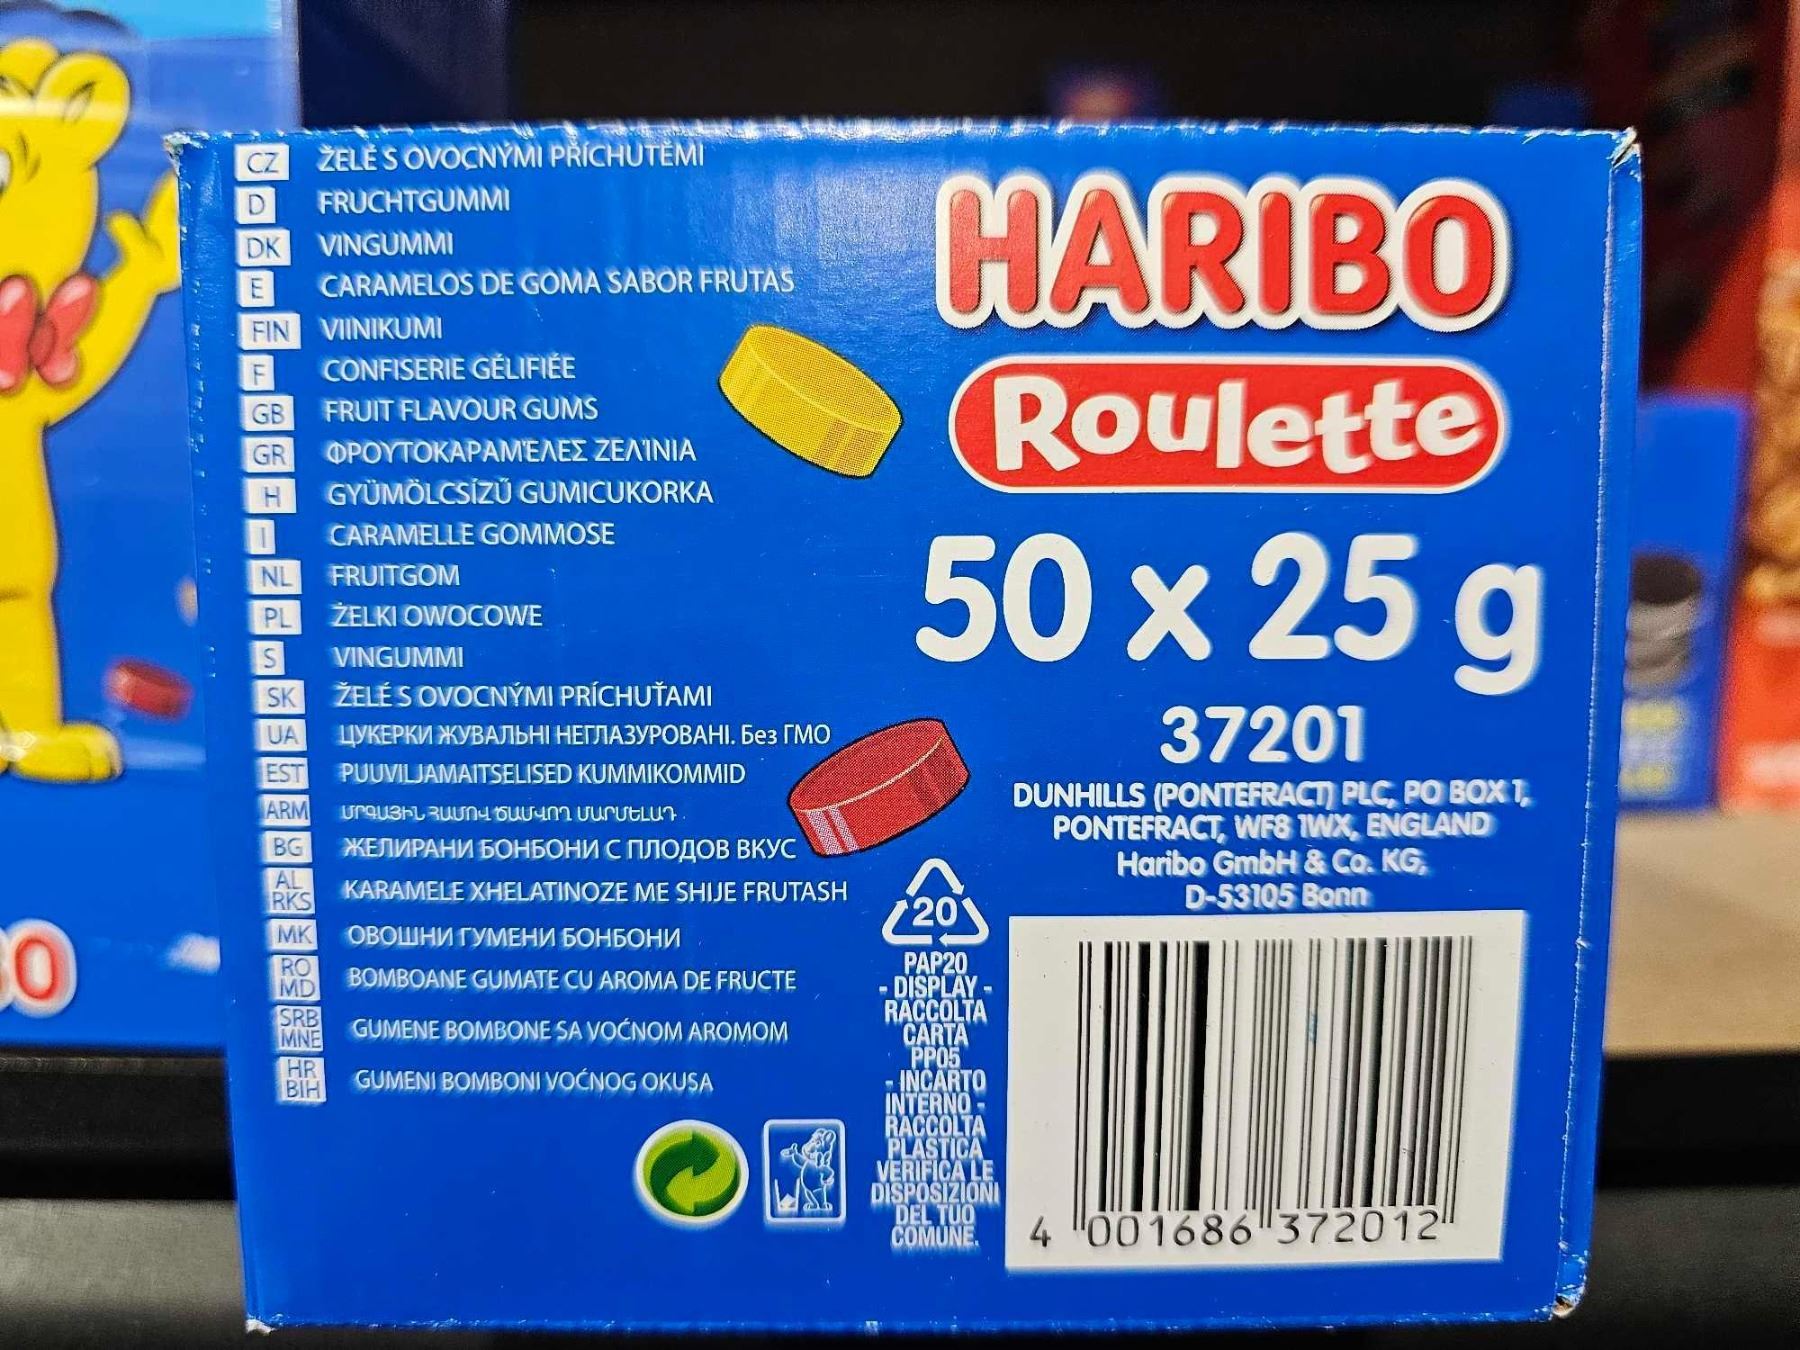 CZ ŽELÉ S OVOCNÝMI PŘÍCHUTĚMI
D FRUCHTGUMMI
DK VINGUMMI
E CARAMELOS DE GOMA SABOR FRUTAS
FIN VIINIKUMI
F CONFISERIE GÉLIFIÉE
GB FRUIT FLAVOUR GUMS
GR ΦΡΟΥΤΟΚΑΡΑΜΈΛΕΣ ΖΕΛΊΝΙΑ
H GYÜMÖLCSÍZŰ GUMICUKORKA
I CARAMELLE GOMMOSE
NL FRUITGOM
PL ŻELKI OWOCOWE
S VINGUMMI
SK ŽELÉ S OVOCNÝMI PRÍCHUŤAMI
UA ЦУКЕРКИ ЖУВАЛЬНІ НЕГЛАЗУРОВАНІ. Без ГМО
EST PUUVILJAMAITSELISED KUMMIKOMMID
ARM ՄՐԳԱՅԻՆ ՀԱՄՈՎ ԾԱՄՎՈՂ ՄԱՐՄԵԼԱԴ
BG ЖЕЛИРАНИ БОНБОНИ С ПЛОДОВ ВКУС
AL
RKS KARAMELE XHELATINOZE ME SHIJE FRUTASH
MK ОВОШНИ ГУМЕНИ БОНБОНИ
RO
MD BOMBOANE GUMATE CU AROMA DE FRUCTE
SRB
MNE GUMENE BOMBONE SA VOĆNOM AROMOM
HR
BIH GUMENI BOMBONI VOĆNOG OKUSA
HARIBO
Roulette
50 x 25 g
37201
DUNHILLS (PONTEFRACT) PLC, PO BOX 1,
PONTEFRACT, WF8 1WX, ENGLAND
Haribo GmbH & Co. KG,
D-53105 Bonn
20
PAP20
- DISPLAY -
RACCOLTA
CARTA
PP05
- INCARTO
INTERNO -
RACCOLTA
PLASTICA
VERIFICA LE
DISPOSIZIONI
DEL TUO
COMUNE.
4 001686 372012